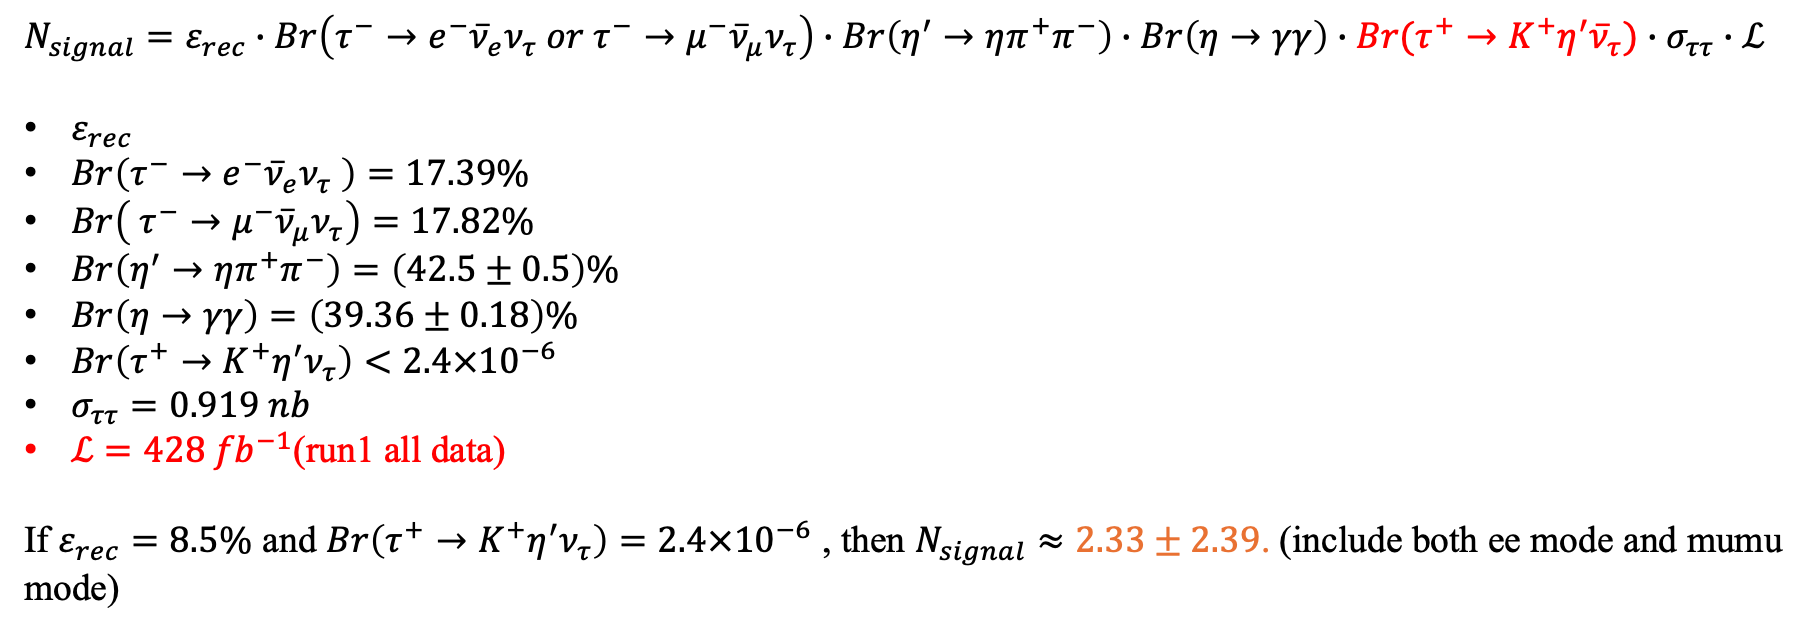 N_signal = ε_rec · Br(τ⁻ → e⁻ν̄_eν_τ or τ⁻ → μ⁻ν̄_μν_τ) · Br(η′ → ηπ⁺π⁻) · Br(η → γγ) · Br(τ⁺ → K⁺η′ν̄_τ) · σ_ττ · ℒ
• ε_rec
• Br(τ⁻ → e⁻ν̄_eν_τ ) = 17.39%
• Br( τ⁻ → μ⁻ν̄_μν_τ) = 17.82%
• Br(η′ → ηπ⁺π⁻) = (42.5 ± 0.5)%
• Br(η → γγ) = (39.36 ± 0.18)%
• Br(τ⁺ → K⁺η′ν_τ) < 2.4×10⁻⁶
• σ_ττ = 0.919 nb
• ℒ = 428 fb⁻¹(run1 all data)
If ε_rec = 8.5% and Br(τ⁺ → K⁺η′ν_τ) = 2.4×10⁻⁶ , then N_signal ≈ 2.33 ± 2.39. (include both ee mode and mumu
mode)